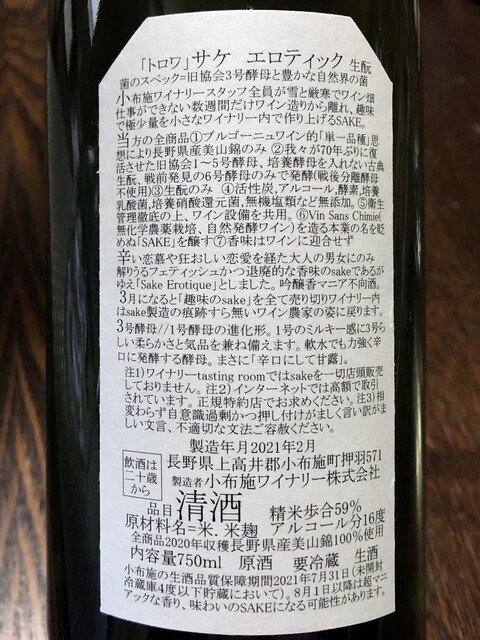 「トロワ」サケ エロティック 生酛
菌のスペック=旧協会3号酵母と豊かな自然界の菌
小布施ワイナリースタッフ全員が雪と厳寒でワイン畑
仕事ができない数週間だけワイン造りから離れ、趣味
で極少量を小さなワイナリー内で作り上げるSAKE。
当方の全商品①ブルゴーニュワイン的「単一品種」思
想により長野県産美山錦のみ ②我々が70年ぶりに復
活させた旧協会1〜5号酵母、培養酵母を入れない古典
生酛、戦前発見の6号酵母のみで発酵(戦後分離酵母
不使用)③生酛のみ ④活性炭,アルコール,酵素,培養
乳酸菌,培養硝酸還元菌,無機塩類など無添加。⑤衛生
管理徹底の上、ワイン設備を共用。⑥Vin Sans Chimie(
無化学農薬栽培、自然発酵ワイン)を造る本業の名を貶
めぬ「SAKE」を醸す⑦香味はワインに迎合せず
辛い恋慕や狂おしい恋愛を経た大人の男女にのみ
解りうるフェティッシュかつ退廃的な香味のsakeであるが
ゆえ「Sake Erotique」としました。吟醸香マニア不向酒。
3月になると「趣味のsake」を全て売り切りワイナリー内
はsake製造の痕跡すら無いワイン農家の姿に戻ります。
3号酵母//1号酵母の進化形。1号のミルキー感に3号ら
しい柔らかさと気品を兼ね備えます。軟水でも力強く辛
口に発酵する酵母。まさに「辛口にして甘露」。
注1)ワイナリーtasting roomではsakeを一切店頭販売
しておりません。注2)インターネットでは高額で取引
されています。正規特約店でお求めください。注3)相
変わらず自意識過剰かつ押し付けがましく言い訳がま
しい文言、不適切な文法ご容赦ください。
製造年月2021年2月
飲酒は
二十歳
から
長野県上高井郡小布施町押羽571
製造者小布施ワイナリー株式会社
品目 清酒 精米歩合59%
原材料名=米.米麹 アルコール分16度
全商品2020年収穫長野県産美山錦100%使用
内容量750ml 原酒 要冷蔵 生酒
小布施の生酒品質保障期間2021年7月31日(未開封
冷蔵庫4度以下貯蔵において)。8月1日以降は超マニ
アックな香り、味わいのSAKEになる可能性があります。